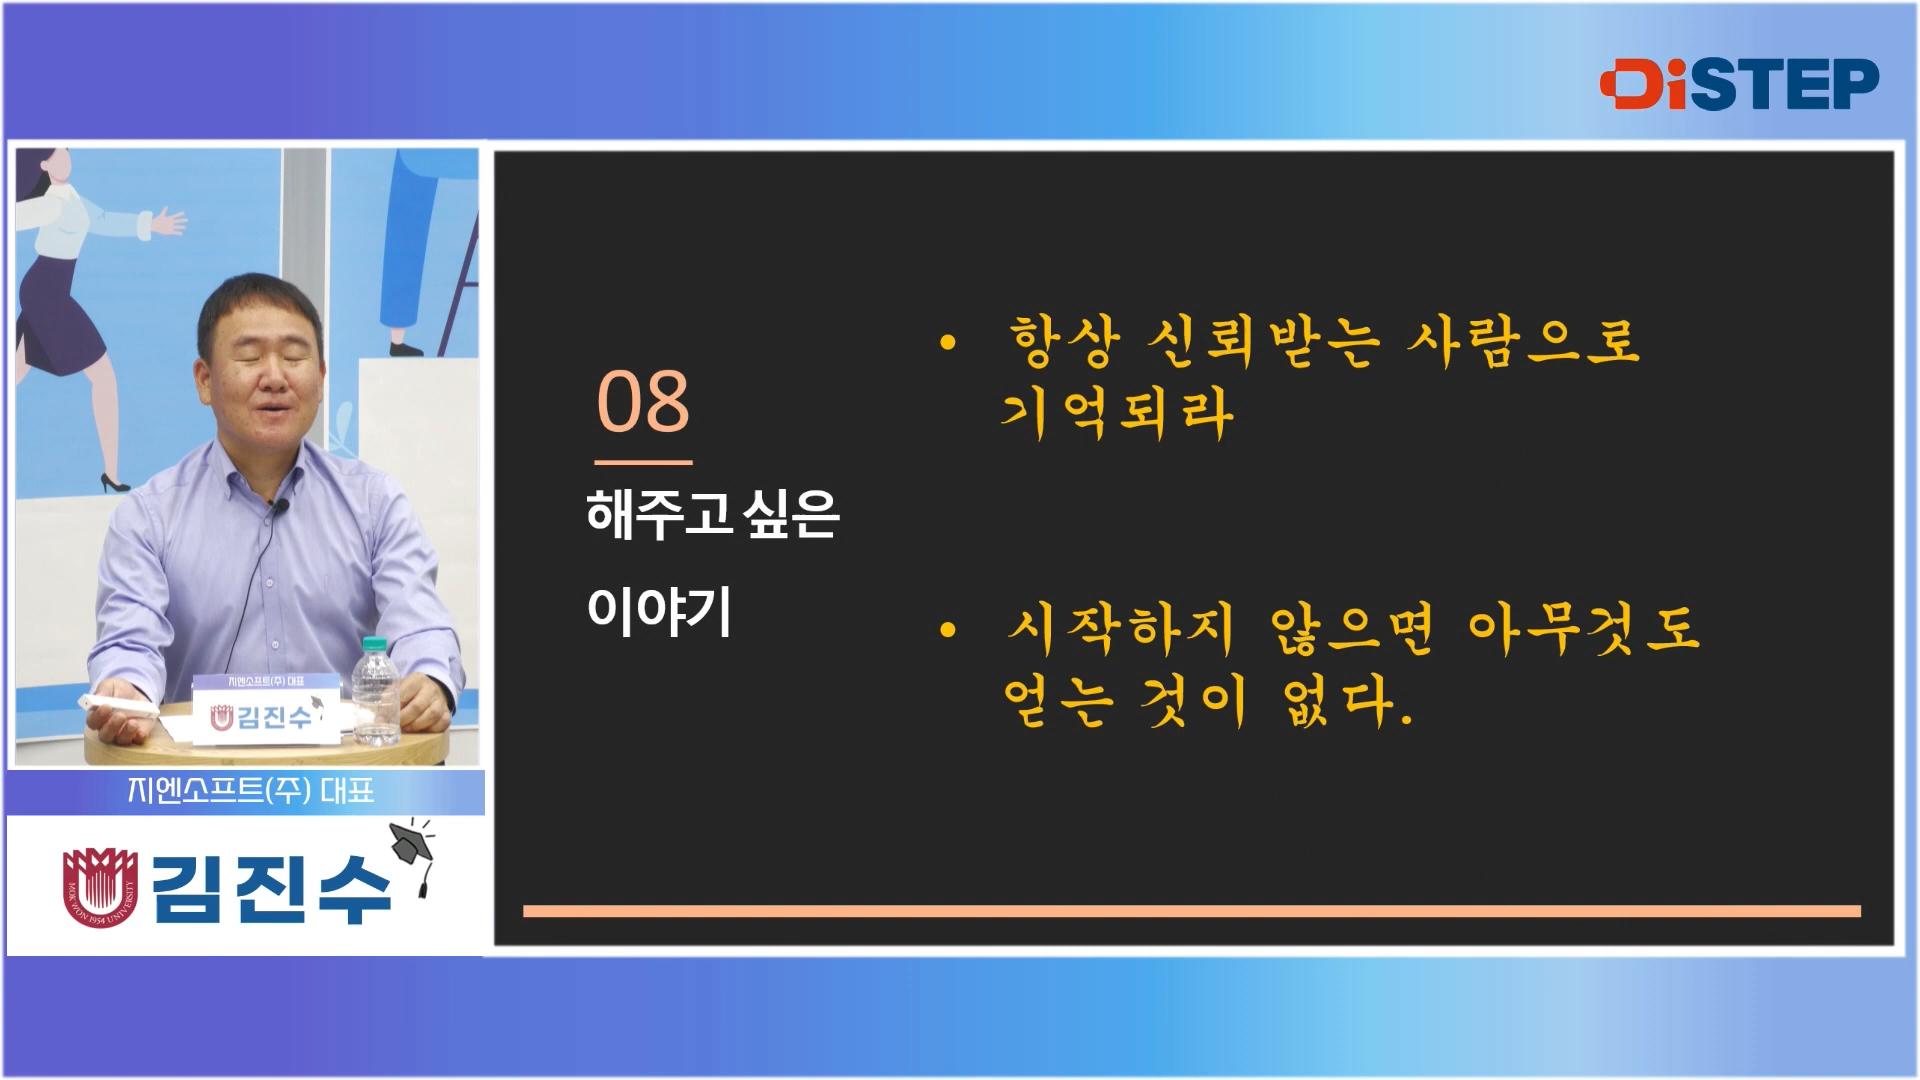 DiSTEP
08
해주고 싶은
이야기
• 항상 신뢰받는 사람으로
기억되라
• 시작하지 않으면 아무것도
얻는 것이 없다.
지엔소프트(주) 대표
김진수
지엔소프트(주) 대표
MOKWON 1954 UNIVERSITY
김진수